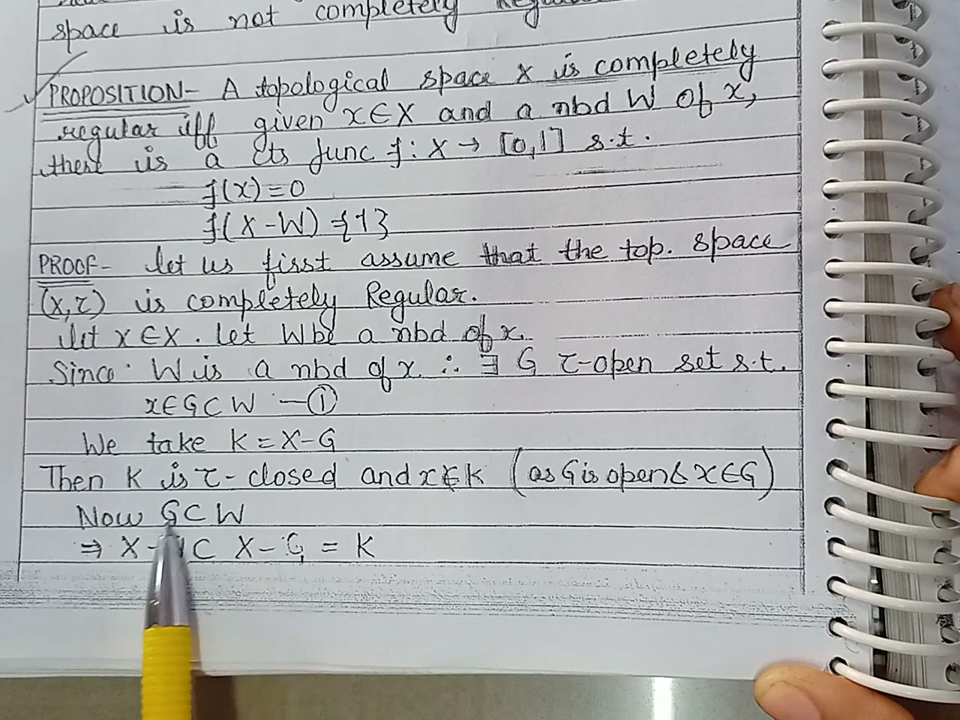 space is not completely Regu
PROPOSITION- A topological space X is completely
regular iff given x∈X and a nbd W of x,
there is a cts func f: X → [0,1] s.t.
f(x)=0
f(X-W) = {1}
PROOF- let us first assume that the top. space
(X,τ) is completely Regular.
let x∈X. let W be a nbd of x.
Since W is a nbd of x ∴ ∃ G τ-open set s.t.
x∈G⊂W —①
We take K = X-G
Then K is τ-closed and x∉K (as G is open & x∈G)
Now G⊂W
⇒ X- ⊂ X-G = K